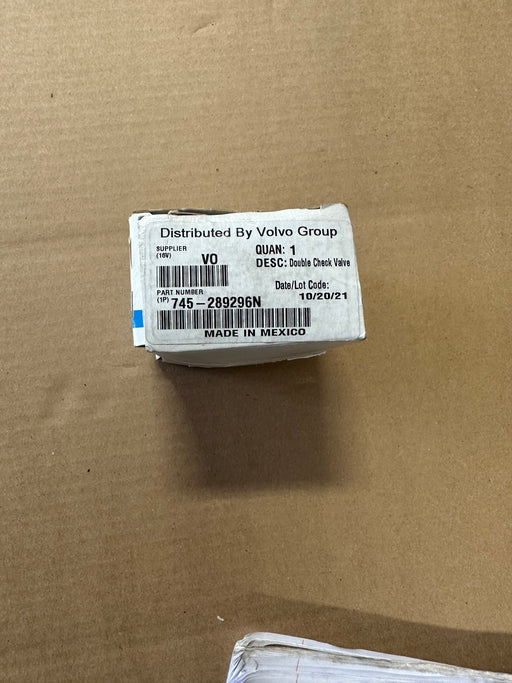 Distributed By Volvo Group
SUPPLIER
(16V) VO
QUAN: 1
DESC: Double Check Valve
Date/Lot Code:
10/20/21
PART NUMBER
(1P) 745-289296N
MADE IN MEXICO